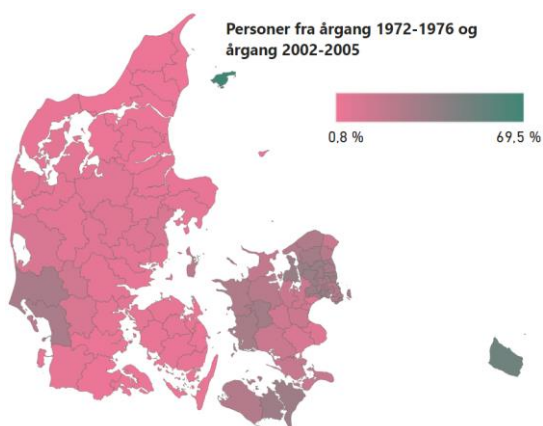 Personer fra årgang 1972-1976 og
årgang 2002-2005
0,8 %
69,5 %